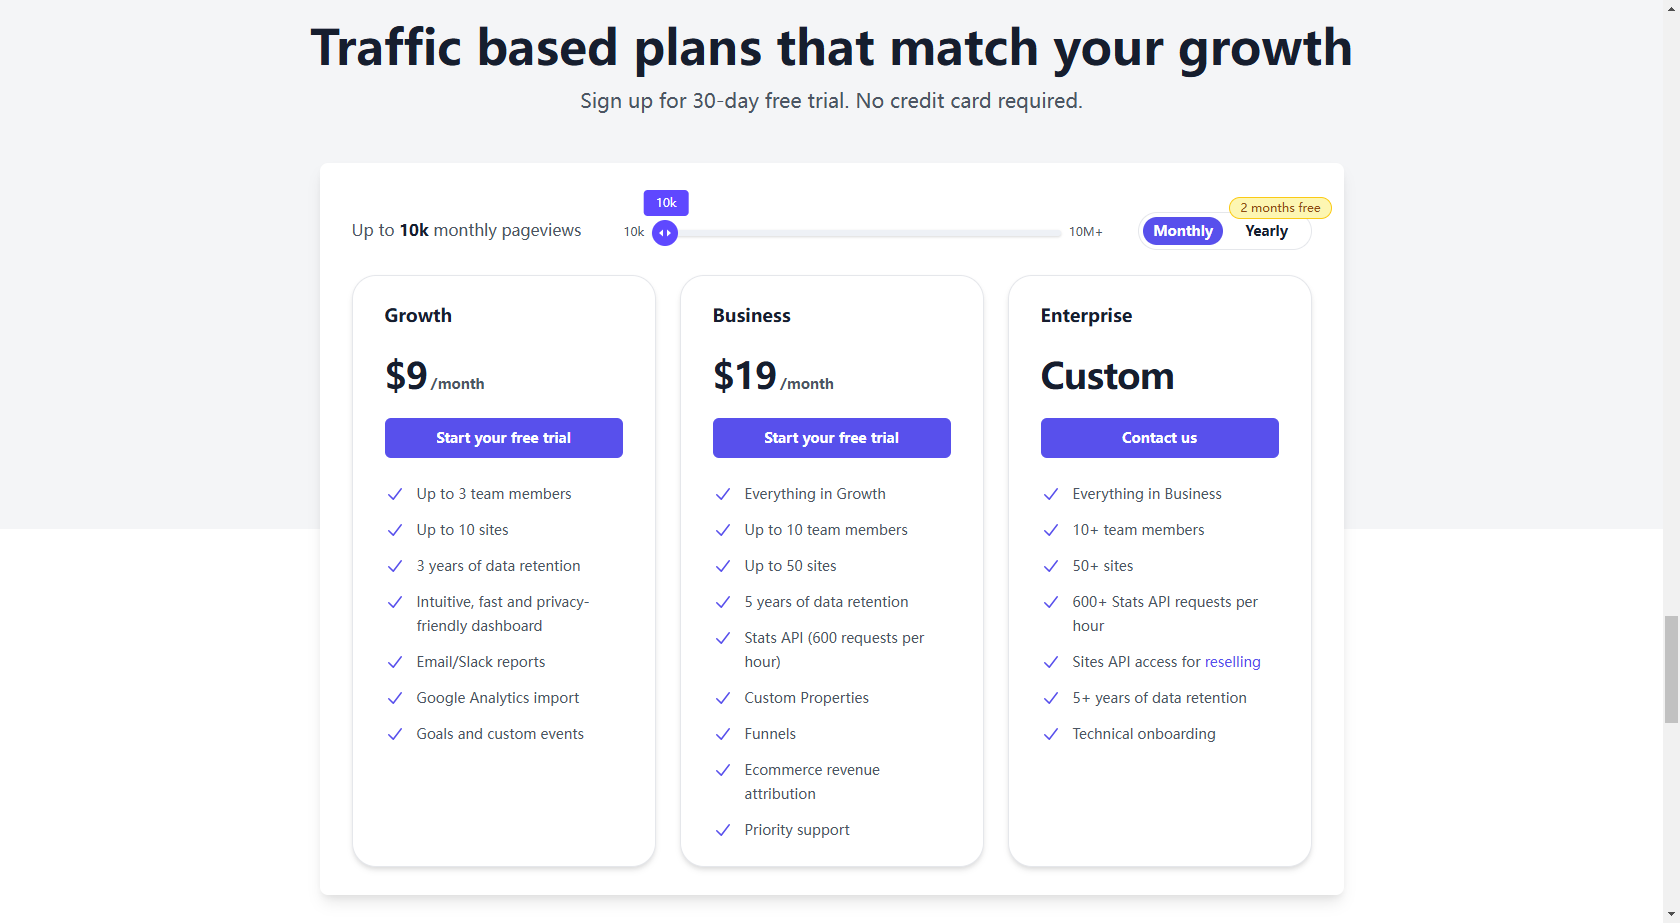 Traffic based plans that match your growth
Sign up for 30-day free trial. No credit card required.
10k
2 months free
Up to 10k monthly pageviews
10k
10M+
Monthly
Yearly
Growth
$9 /month
Start your free trial
Up to 3 team members
Up to 10 sites
3 years of data retention
Intuitive, fast and privacy-
friendly dashboard
Email/Slack reports
Google Analytics import
Goals and custom events
Business
$19 /month
Start your free trial
Everything in Growth
Up to 10 team members
Up to 50 sites
5 years of data retention
Stats API (600 requests per
hour)
Custom Properties
Funnels
Ecommerce revenue
attribution
Priority support
Enterprise
Custom
Contact us
Everything in Business
10+ team members
50+ sites
600+ Stats API requests per
hour
Sites API access for reselling
5+ years of data retention
Technical onboarding